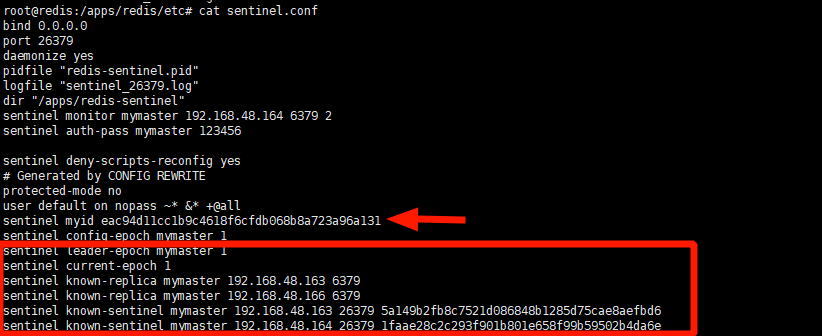 root@redis:/apps/redis/etc# cat sentinel.conf
bind 0.0.0.0
port 26379
daemonize yes
pidfile "redis-sentinel.pid"
logfile "sentinel_26379.log"
dir "/apps/redis-sentinel"
sentinel monitor mymaster 192.168.48.164 6379 2
sentinel auth-pass mymaster 123456
sentinel deny-scripts-reconfig yes
# Generated by CONFIG REWRITE
protected-mode no
user default on nopass ~* &* +@all
sentinel myid eac94d11cc1b9c4618f6cfdb068b8a723a96a131
sentinel config-epoch mymaster 1
sentinel leader-epoch mymaster 1
sentinel current-epoch 1
sentinel known-replica mymaster 192.168.48.163 6379
sentinel known-replica mymaster 192.168.48.166 6379
sentinel known-sentinel mymaster 192.168.48.163 26379 5a149b2fb8c7521d086848b1285d75cae8aefbd6
sentinel known-sentinel mymaster 192.168.48.164 26379 1faae28c2c293f901b801e658f99b59502b4da6e